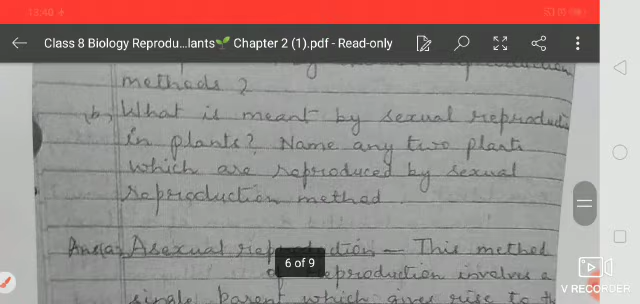 13:40
Class 8 Biology Reprodu...lants🌱 Chapter 2 (1).pdf - Read-only
reproduction
methods ?
(b) What is meant by sexual reproducti
in plants? Name any two plants
which are reproduced by sexual
reproduction method.
Ans(a) Asexual reproduction – This method
of reproduction involves a
6 of 9
single parent which gives rise to th
V RECORDER